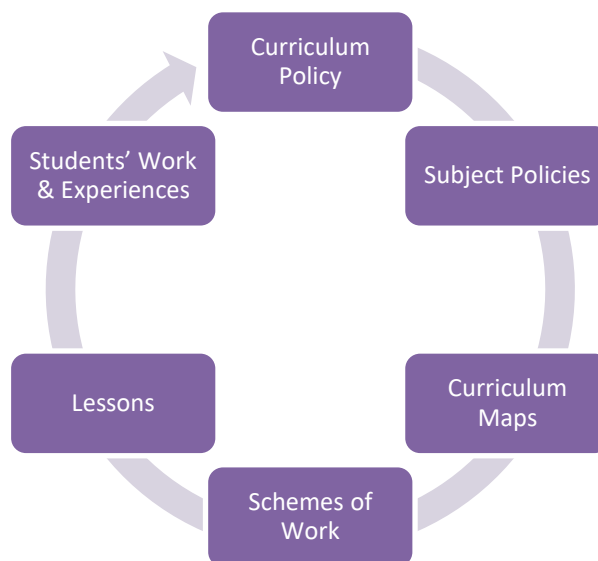 Curriculum
Policy
Subject Policies
Curriculum
Maps
Schemes of
Work
Lessons
Students’ Work
& Experiences